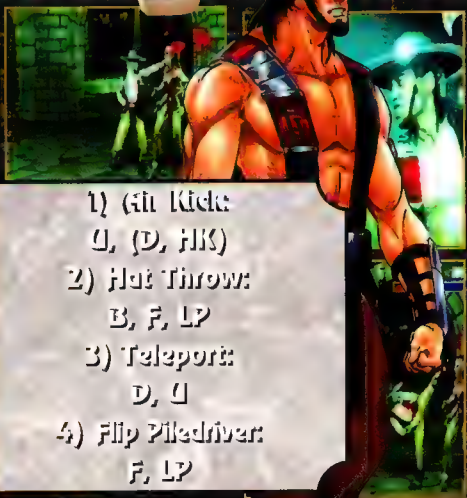 1) (Air Kick:
U, (D, HK)
2) Hat Throw:
B, F, LP
3) Teleport:
D, U
4) Flip Piledriver:
F, LP